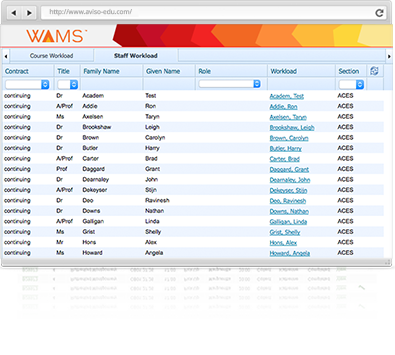 http://www.aviso-edu.com/
WAMS™
Course Workload Staff Workload
Contract Title Family Name Given Name Role Workload Section
continuing Dr Academ Test Academ, Test ACES
continuing A/Prof Addie Ron Addie, Ron ACES
continuing Ms Axelsen Taryn Axelsen, Taryn ACES
continuing Dr Brookshaw Leigh Brookshaw, Leigh ACES
continuing Dr Brown Carolyn Brown, Carolyn ACES
continuing Dr Butler Harry Butler, Harry ACES
continuing A/Prof Carter Brad Carter, Brad ACES
continuing Prof Daggard Grant Daggard, Grant ACES
continuing Dr Dearnaley John Dearnaley, John ACES
continuing A/Prof Dekeyser Stijn Dekeyser, Stijn ACES
continuing Dr Deo Ravinesh Deo, Ravinesh ACES
continuing Dr Downs Nathan Downs, Nathan ACES
continuing A/Prof Galligan Linda Galligan, Linda ACES
continuing Ms Grist Shelly Grist, Shelly ACES
continuing Mr Hons Alex Hons, Alex ACES
continuing Ms Howard Angela Howard, Angela ACES